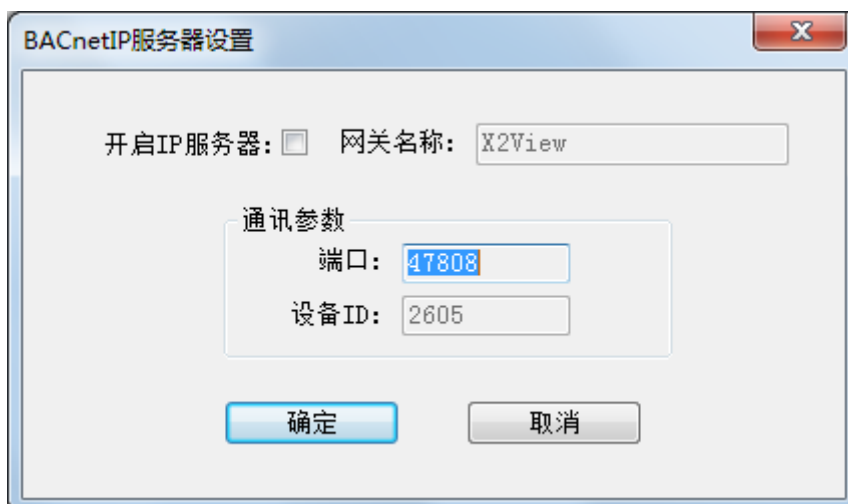 BACnetIP服务器设置
开启IP服务器: 网关名称: X2View
通讯参数
端口: 47808
设备ID: 2605
确定 取消